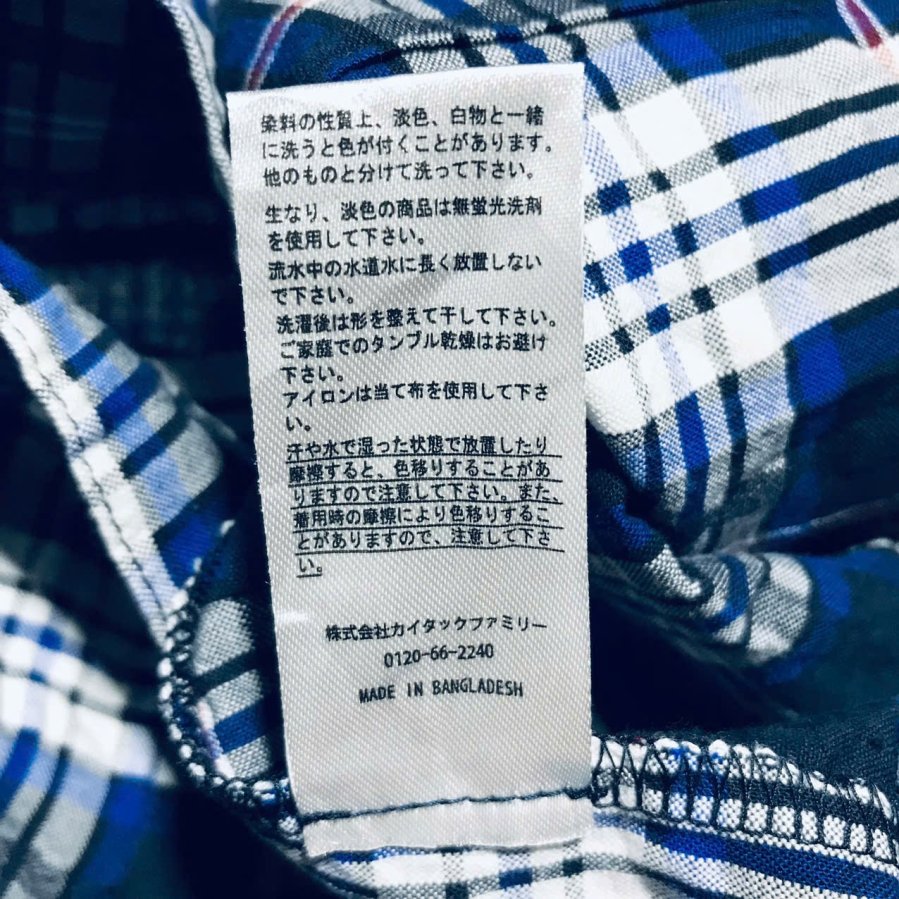 染料の性質上、淡色、白物と一緒
に洗うと色が付くことがあります。
他のものと分けて洗って下さい。
生なり、淡色の商品は無蛍光洗剤
を使用して下さい。
流水中の水道水に長く放置しない
で下さい。
洗濯後は形を整えて干して下さい。
ご家庭でのタンブル乾燥はお避け
下さい。
アイロンは当て布を使用して下さ
い。
汗や水で湿った状態で放置したり
摩擦すると、色移りすることがあ
りますので注意して下さい。また、
着用時の摩擦により色移りするこ
とがありますので、注意して下さ
い。
株式会社カイタックファミリー
0120-66-2240
MADE IN BANGLADESH